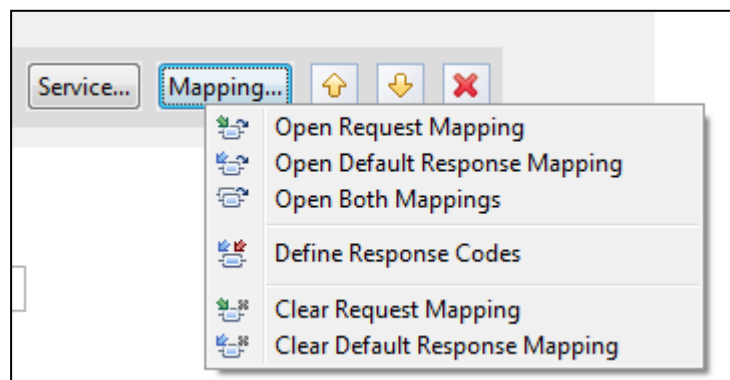 Service... Mapping...
Open Request Mapping
Open Default Response Mapping
Open Both Mappings
Define Response Codes
Clear Request Mapping
Clear Default Response Mapping